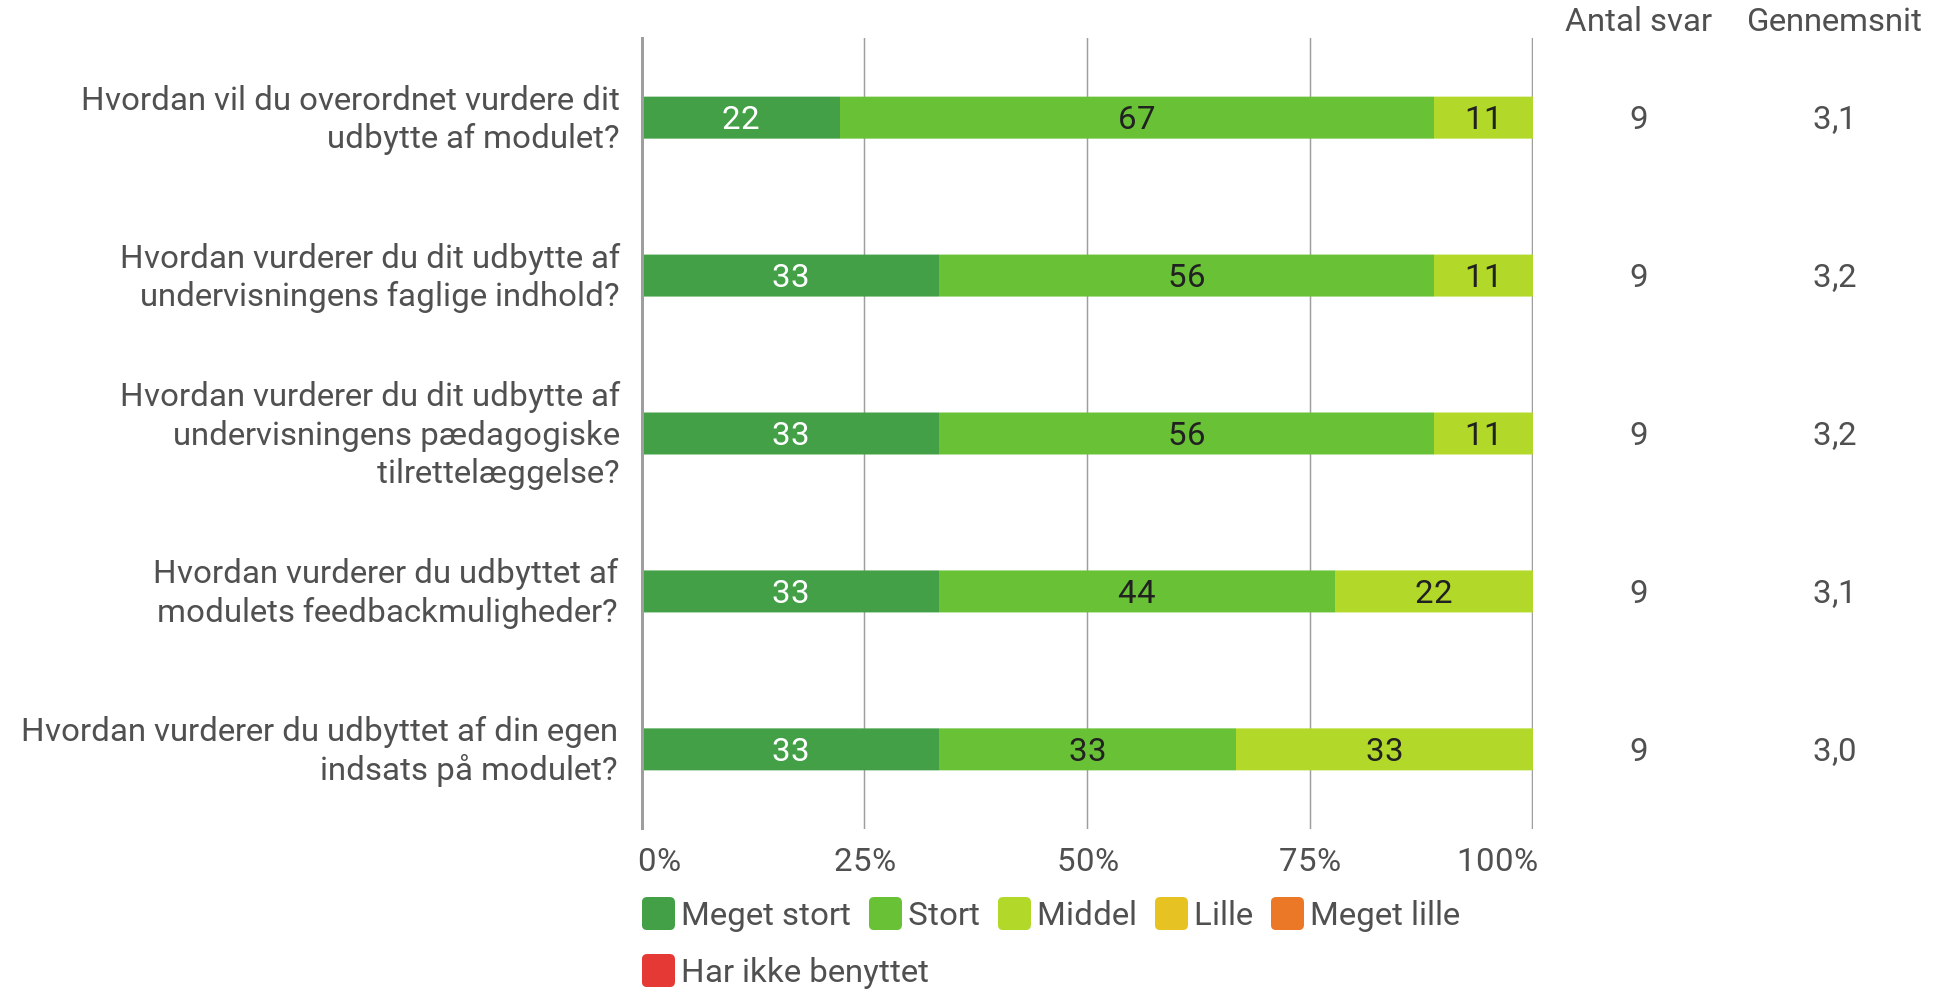 Antal svar Gennemsnit
Hvordan vil du overordnet vurdere dit
udbytte af modulet?
22 67 11 9 3,1
Hvordan vurderer du dit udbytte af
undervisningens faglige indhold?
33 56 11 9 3,2
Hvordan vurderer du dit udbytte af
undervisningens pædagogiske
tilrettelæggelse?
33 56 11 9 3,2
Hvordan vurderer du udbyttet af
modulets feedbackmuligheder?
33 44 22 9 3,1
Hvordan vurderer du udbyttet af din egen
indsats på modulet?
33 33 33 9 3,0
0% 25% 50% 75% 100%
Meget stort Stort Middel Lille Meget lille
Har ikke benyttet